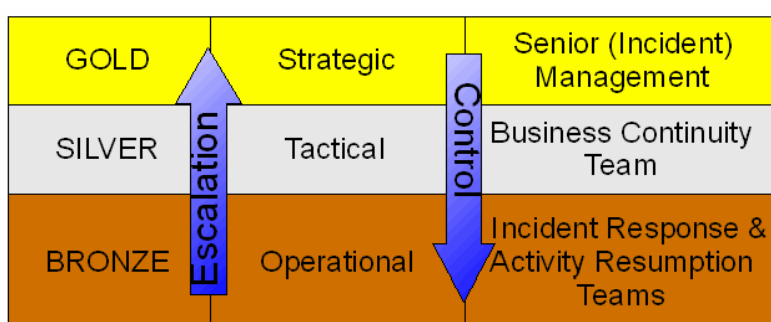 GOLD
Strategic
Senior (Incident)
Management
SILVER
Tactical
Business Continuity
Team
BRONZE
Operational
Incident Response &
Activity Resumption
Teams
Escalation
Control